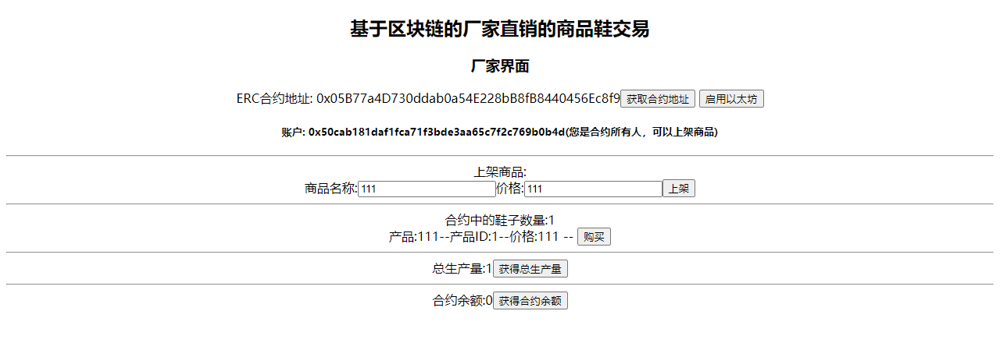 基于区块链的厂家直销的商品鞋交易
厂家界面
ERC合约地址: 0x05B77a4D730ddab0a54E228bB8fB8440456Ec8f9 获取合约地址 启用以太坊
账户: 0x50cab181daf1fca71f3bde3aa65c7f2c769b0b4d(您是合约所有人，可以上架商品)
上架商品:
商品名称: 111 价格: 111 上架
合约中的鞋子数量:1
产品:111--产品ID:1--价格:111 -- 购买
总生产量:1 获得总生产量
合约余额:0 获得合约余额